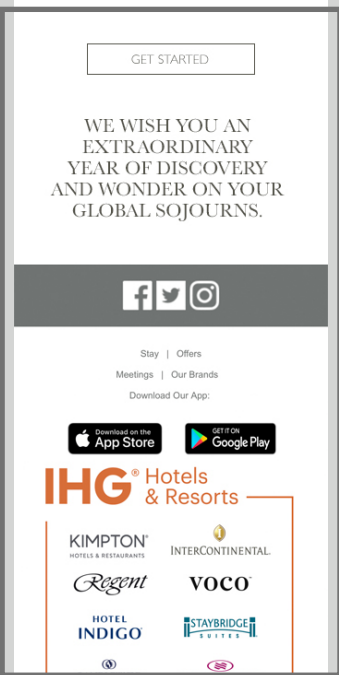 GET STARTED
WE WISH YOU AN
EXTRAORDINARY
YEAR OF DISCOVERY
AND WONDER ON YOUR
GLOBAL SOJOURNS.
Stay | Offers
Meetings | Our Brands
Download Our App:
Download on the
App Store
GET IT ON
Google Play
IHG® Hotels
& Resorts
KIMPTON®
HOTELS & RESTAURANTS
INTERCONTINENTAL.
Regent
VOCO™
HOTEL
INDIGO®
STAYBRIDGE
SUITES